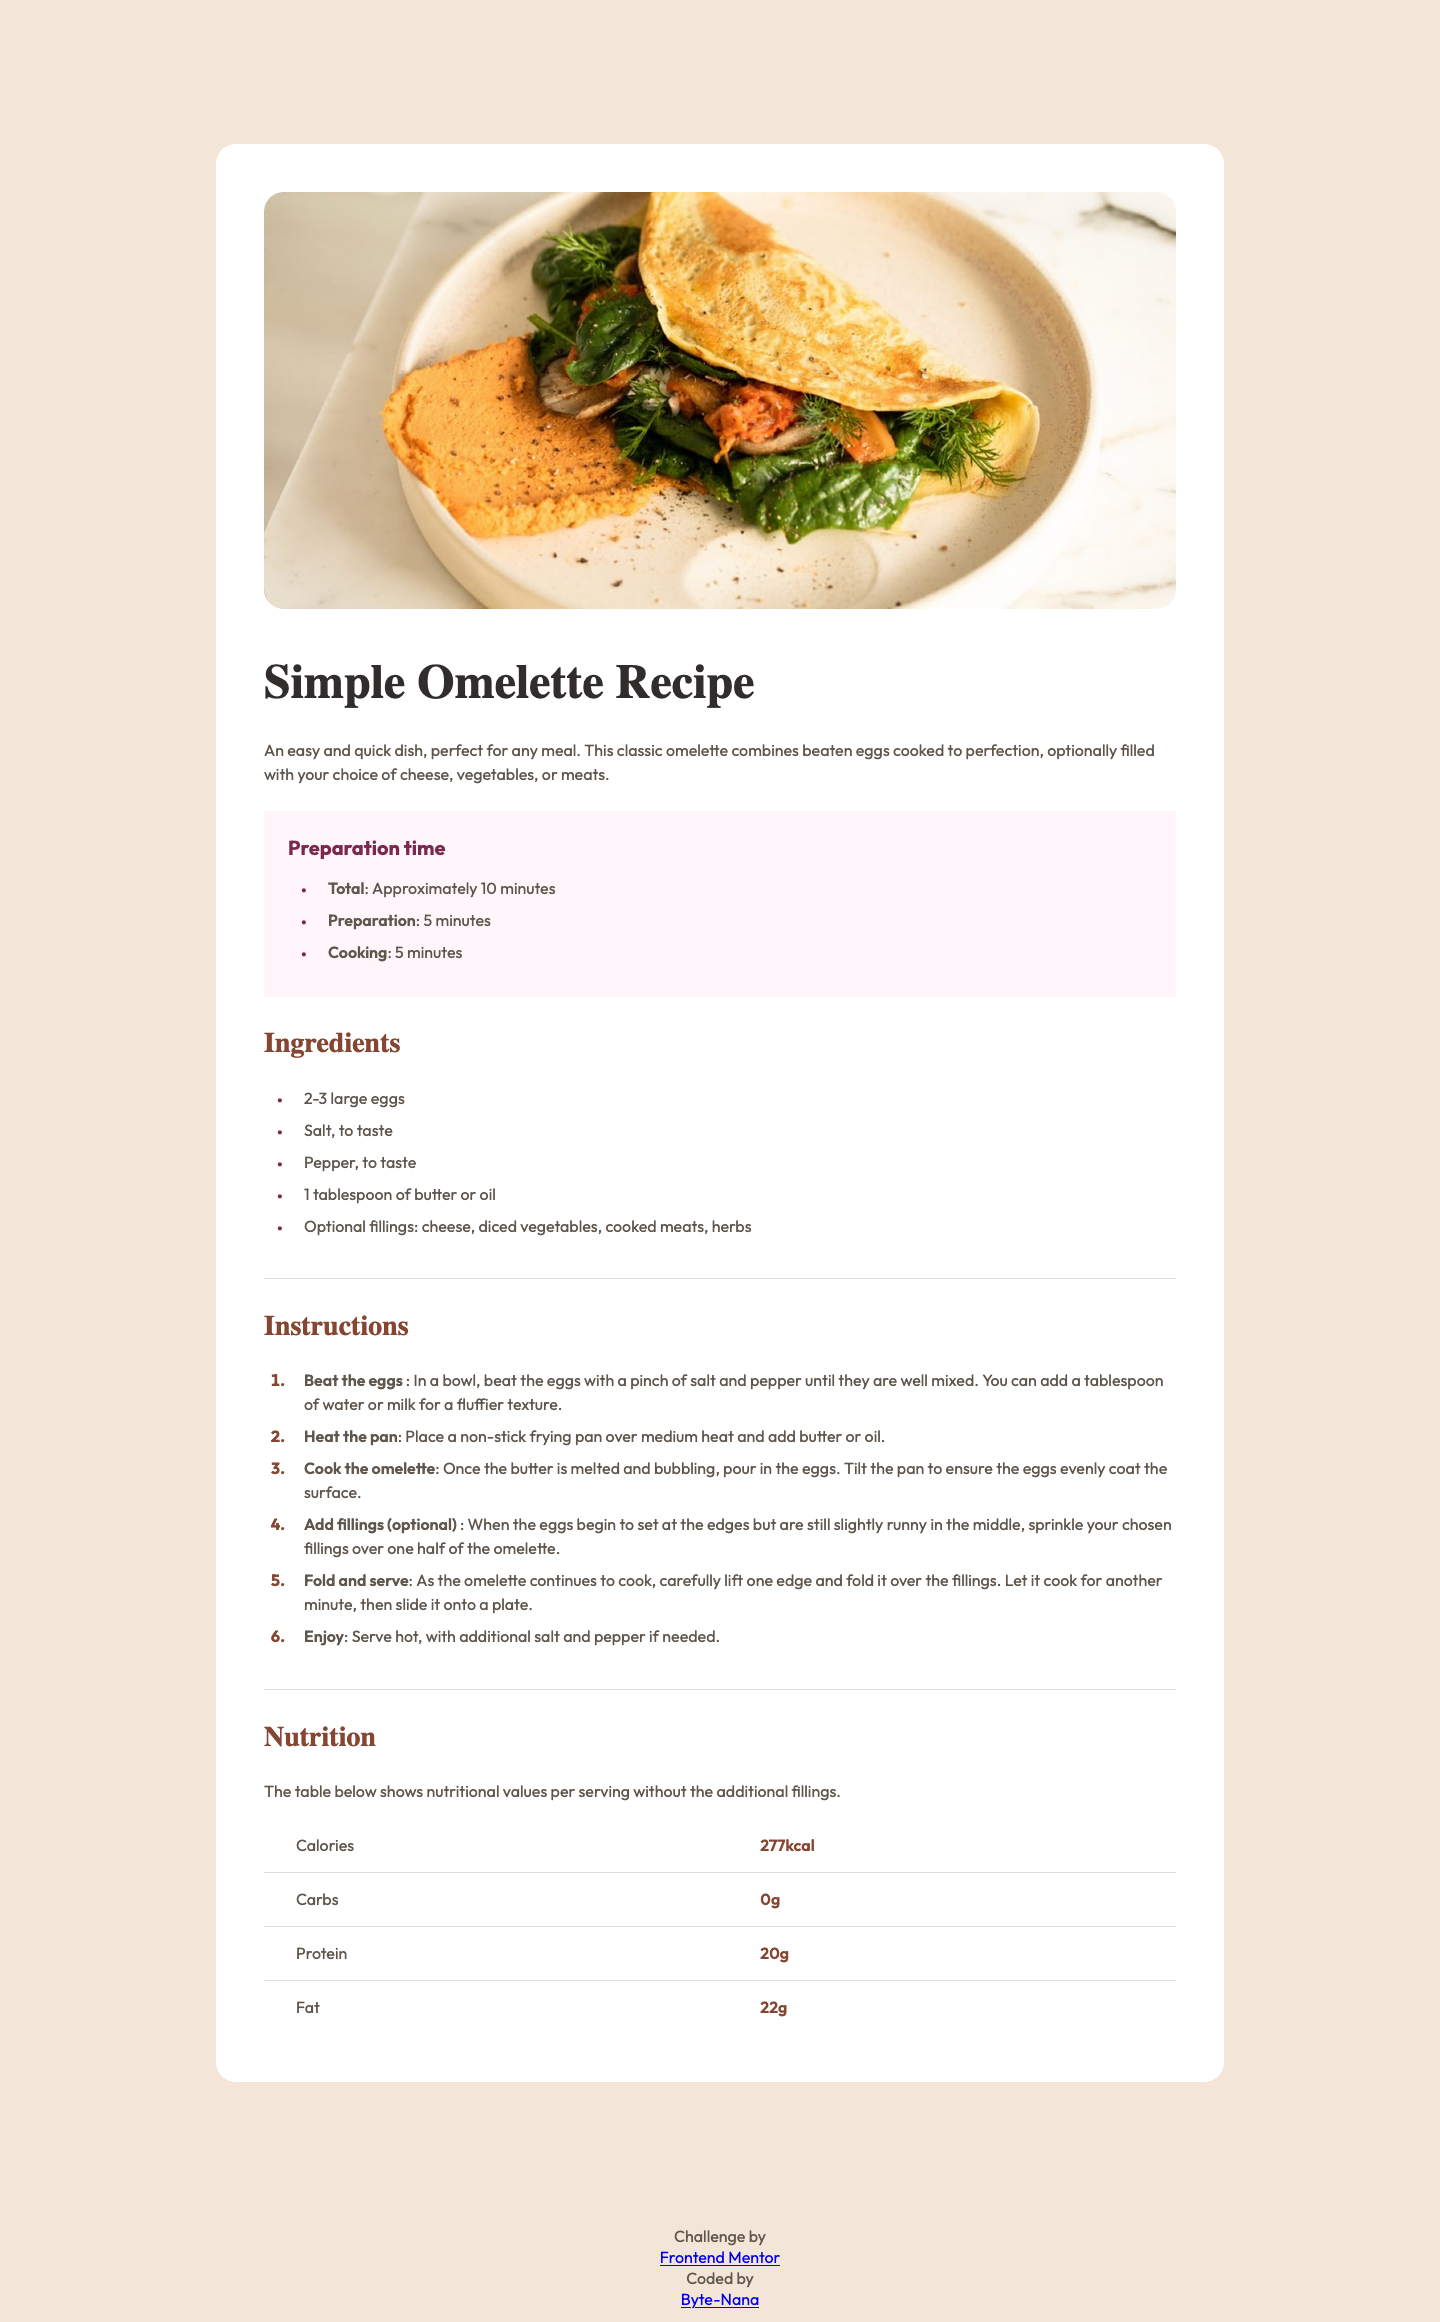 Simple Omelette Recipe
An easy and quick dish, perfect for any meal. This classic omelette combines beaten eggs cooked to perfection, optionally filled
with your choice of cheese, vegetables, or meats.
Preparation time
• Total: Approximately 10 minutes
• Preparation: 5 minutes
• Cooking: 5 minutes
Ingredients
• 2-3 large eggs
• Salt, to taste
• Pepper, to taste
• 1 tablespoon of butter or oil
• Optional fillings: cheese, diced vegetables, cooked meats, herbs
Instructions
1. Beat the eggs : In a bowl, beat the eggs with a pinch of salt and pepper until they are well mixed. You can add a tablespoon
of water or milk for a fluffier texture.
2. Heat the pan: Place a non-stick frying pan over medium heat and add butter or oil.
3. Cook the omelette: Once the butter is melted and bubbling, pour in the eggs. Tilt the pan to ensure the eggs evenly coat the
surface.
4. Add fillings (optional) : When the eggs begin to set at the edges but are still slightly runny in the middle, sprinkle your chosen
fillings over one half of the omelette.
5. Fold and serve: As the omelette continues to cook, carefully lift one edge and fold it over the fillings. Let it cook for another
minute, then slide it onto a plate.
6. Enjoy: Serve hot, with additional salt and pepper if needed.
Nutrition
The table below shows nutritional values per serving without the additional fillings.
Calories 277kcal
Carbs 0g
Protein 20g
Fat 22g
Challenge by
Frontend Mentor
Coded by
Byte-Nana